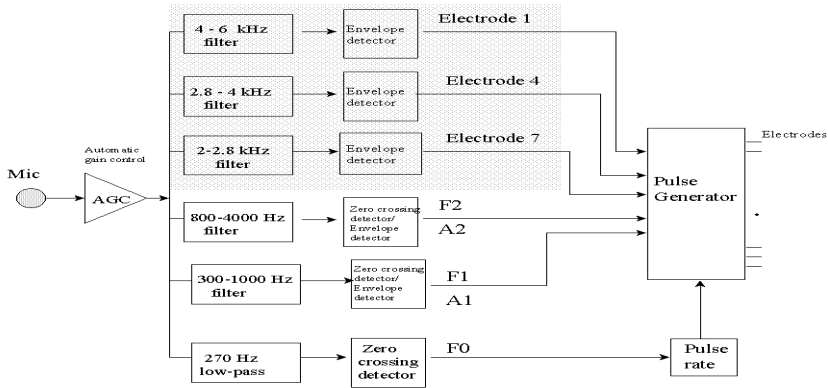 4 - 6 kHz
filter
Envelope
detector
Electrode 1
2.8 - 4 kHz
filter
Envelope
detector
Electrode 4
2-2.8 kHz
filter
Envelope
detector
Electrode 7
Automatic
gain control
Mic
AGC
Electrodes
Pulse
Generator
800-4000 Hz
filter
Zero crossing
detector/
Envelope
detector
F2
A2
300-1000 Hz
filter
Zero crossing
detector/
Envelope
detector
F1
A1
270 Hz
low-pass
Zero
crossing
detector
F0
Pulse
rate